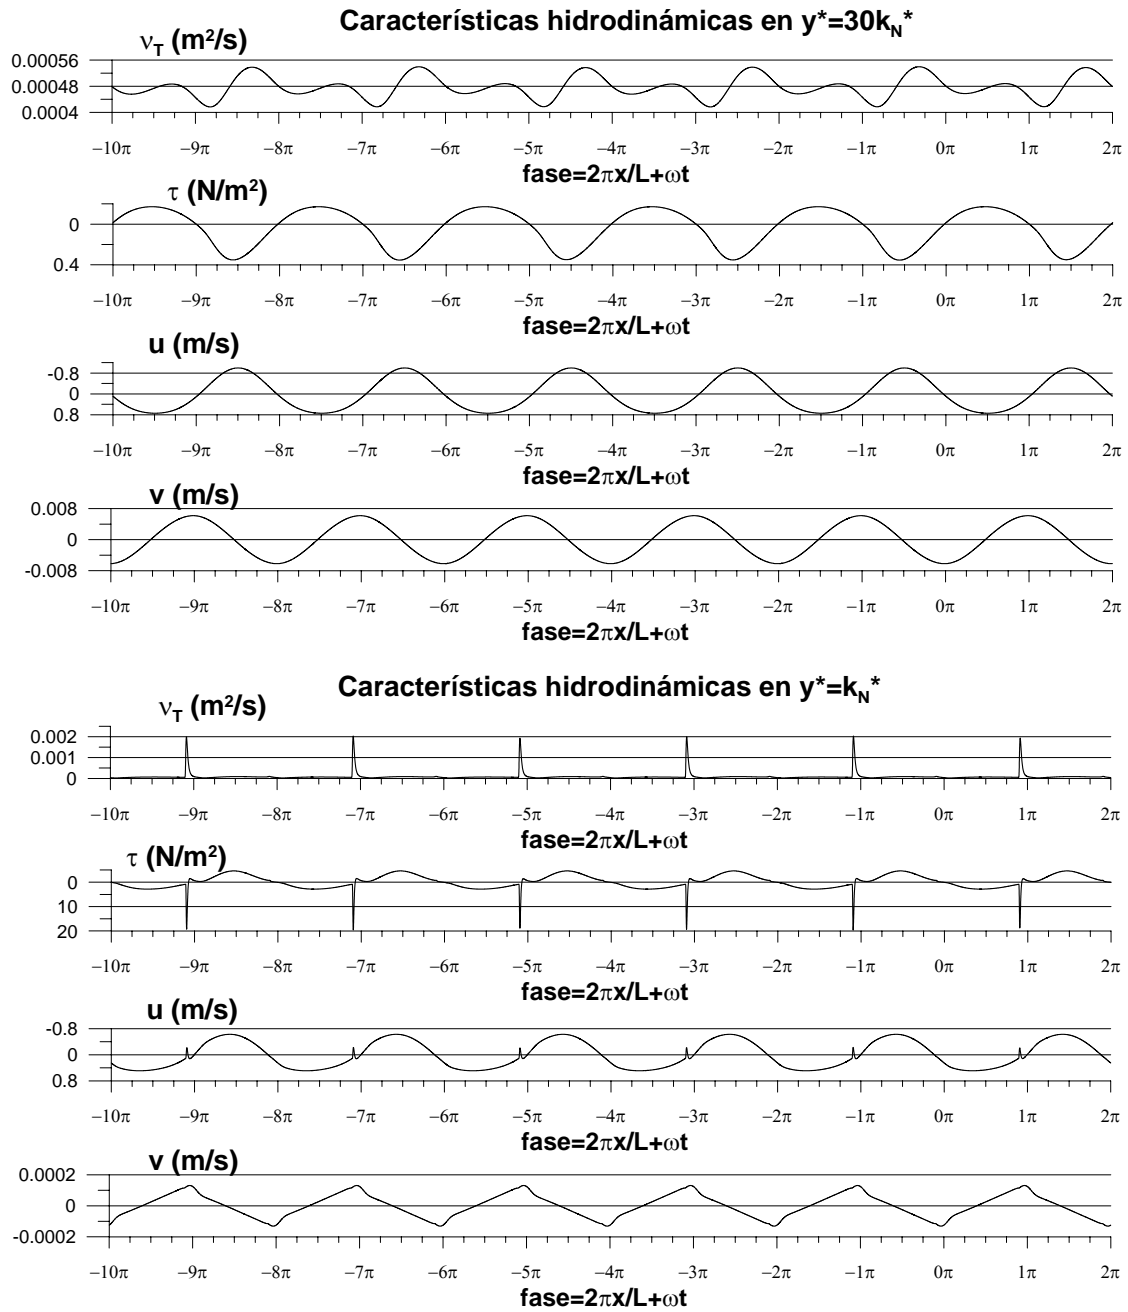 Características hidrodinámicas en y*=30k_N*
ν_T (m²/s)
0.00056
0.00048
0.0004
−10π −9π −8π −7π −6π −5π −4π −3π −2π −1π 0π 1π 2π
fase=2πx/L+ωt
τ (N/m²)
0
0.4
−10π −9π −8π −7π −6π −5π −4π −3π −2π −1π 0π 1π 2π
fase=2πx/L+ωt
u (m/s)
-0.8
0
0.8
−10π −9π −8π −7π −6π −5π −4π −3π −2π −1π 0π 1π 2π
fase=2πx/L+ωt
v (m/s)
0.008
0
-0.008
−10π −9π −8π −7π −6π −5π −4π −3π −2π −1π 0π 1π 2π
fase=2πx/L+ωt
Características hidrodinámicas en y*=k_N*
ν_T (m²/s)
0.002
0.001
0
−10π −9π −8π −7π −6π −5π −4π −3π −2π −1π 0π 1π 2π
fase=2πx/L+ωt
τ (N/m²)
0
10
20
−10π −9π −8π −7π −6π −5π −4π −3π −2π −1π 0π 1π 2π
fase=2πx/L+ωt
u (m/s)
-0.8
0
0.8
−10π −9π −8π −7π −6π −5π −4π −3π −2π −1π 0π 1π 2π
fase=2πx/L+ωt
v (m/s)
0.0002
0
-0.0002
−10π −9π −8π −7π −6π −5π −4π −3π −2π −1π 0π 1π 2π
fase=2πx/L+ωt